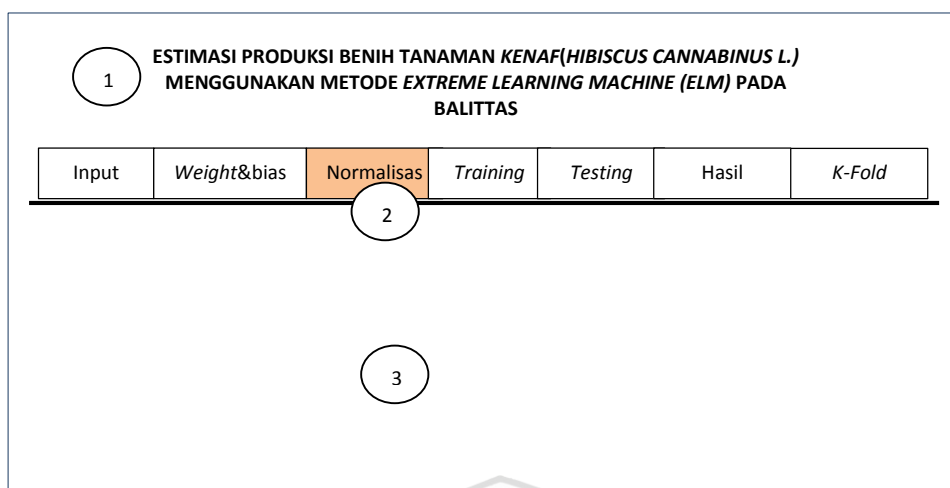 1
ESTIMASI PRODUKSI BENIH TANAMAN KENAF(HIBISCUS CANNABINUS L.)
MENGGUNAKAN METODE EXTREME LEARNING MACHINE (ELM) PADA
BALITTAS
Input Weight&bias Normalisas Training Testing Hasil K-Fold
2
3